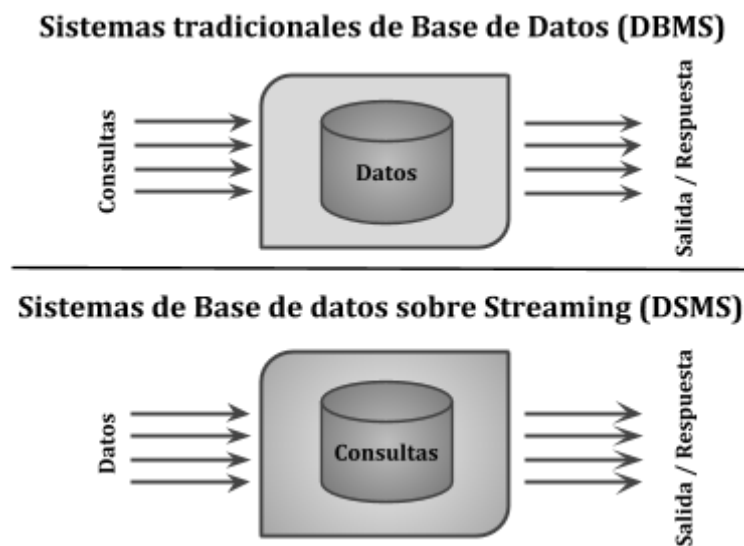 Sistemas tradicionales de Base de Datos (DBMS)
Consultas
Datos
Salida / Respuesta
Sistemas de Base de datos sobre Streaming (DSMS)
Datos
Consultas
Salida / Respuesta